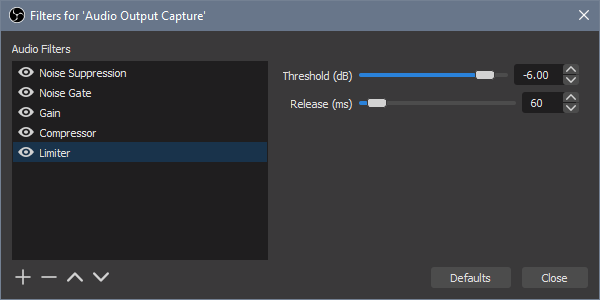 Filters for 'Audio Output Capture'
Audio Filters
Noise Suppression
Noise Gate
Gain
Compressor
Limiter
Threshold (dB) -6.00
Release (ms) 60
Defaults Close